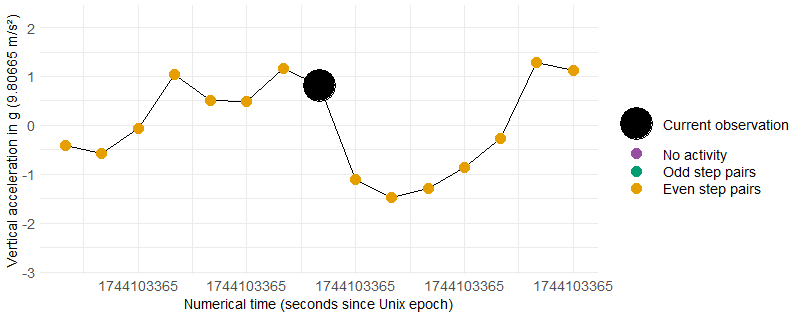 Vertical acceleration in g (9.80665 m/s²)
2
1
0
-1
-2
-3
1744103365 1744103365 1744103365 1744103365 1744103365
Numerical time (seconds since Unix epoch)
Current observation
No activity
Odd step pairs
Even step pairs